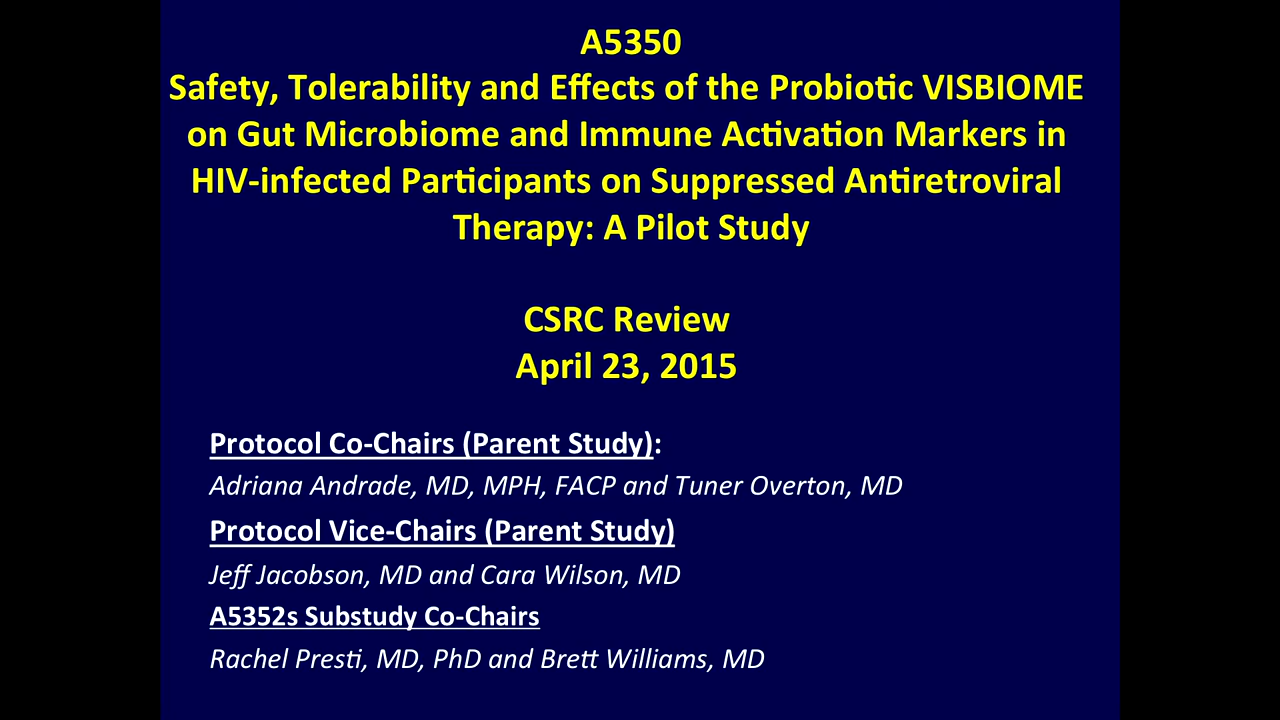 A5350
Safety, Tolerability and Effects of the Probiotic VISBIOME
on Gut Microbiome and Immune Activation Markers in
HIV-infected Participants on Suppressed Antiretroviral
Therapy: A Pilot Study
CSRC Review
April 23, 2015
Protocol Co-Chairs (Parent Study):
Adriana Andrade, MD, MPH, FACP and Tuner Overton, MD
Protocol Vice-Chairs (Parent Study)
Jeff Jacobson, MD and Cara Wilson, MD
A5352s Substudy Co-Chairs
Rachel Presti, MD, PhD and Brett Williams, MD